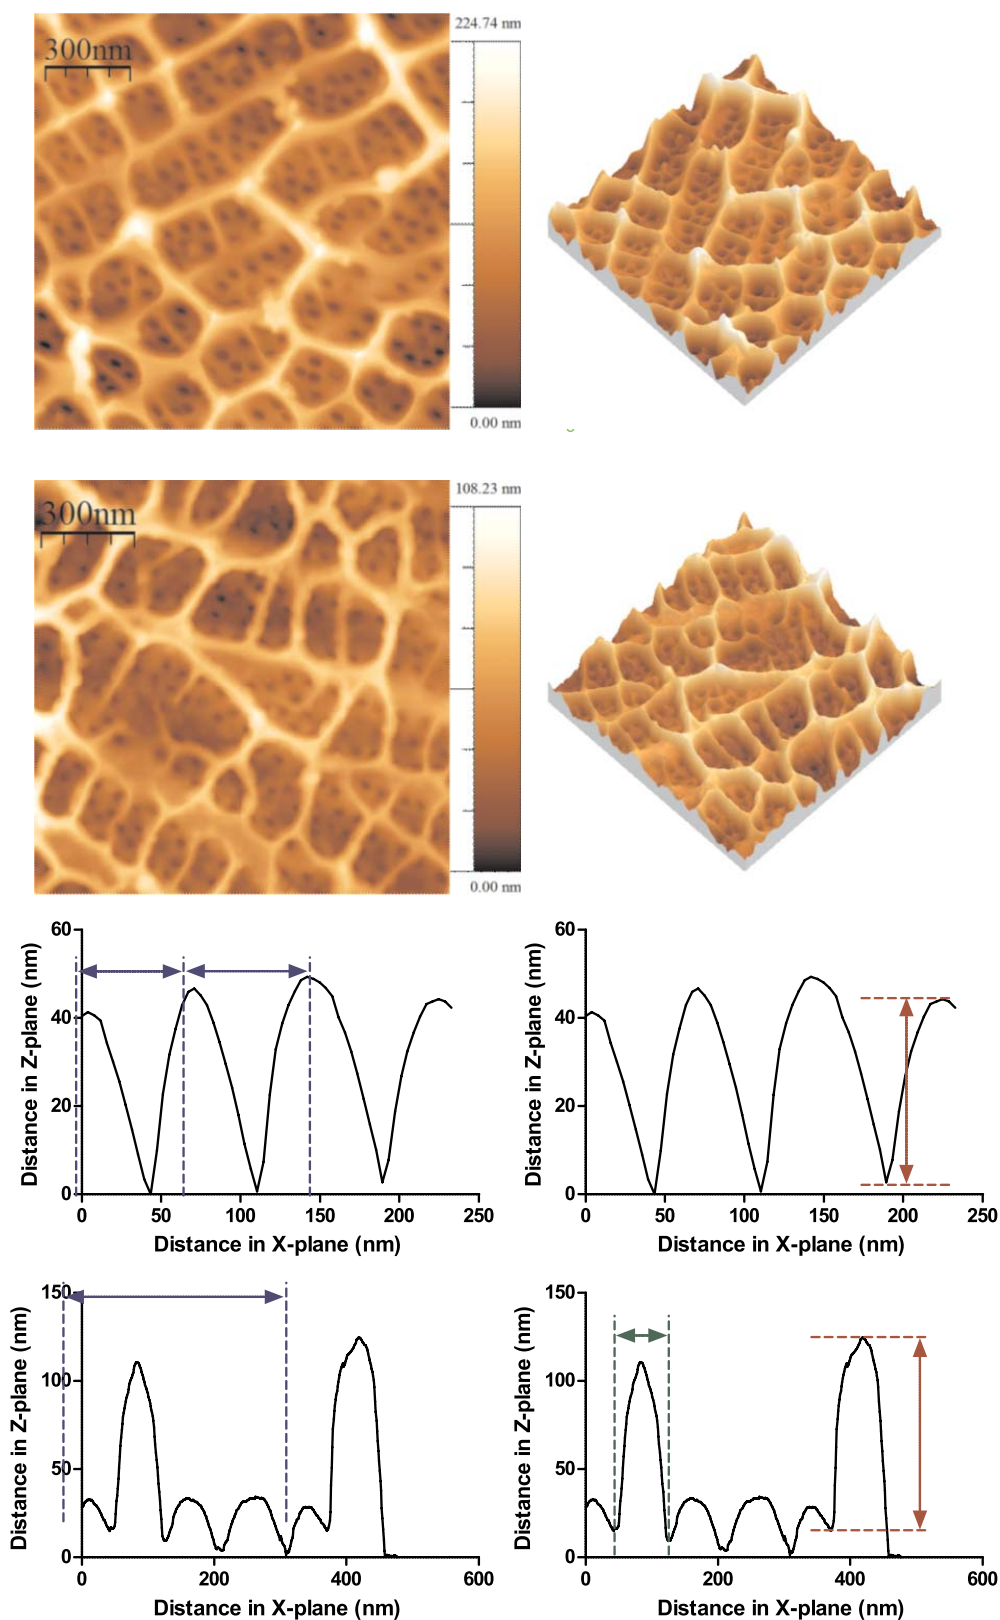 224.74 nm
300nm
0.00 nm
108.23 nm
300nm
0.00 nm
60
40
20
0
Distance in Z-plane (nm)
0 50 100 150 200 250
Distance in X-plane (nm)
60
40
20
0
Distance in Z-plane (nm)
0 50 100 150 200 250
Distance in X-plane (nm)
150
100
50
0
Distance in Z-plane (nm)
0 200 400 600
Distance in X-plane (nm)
150
100
50
0
Distance in Z-plane (nm)
0 200 400 600
Distance in X-plane (nm)